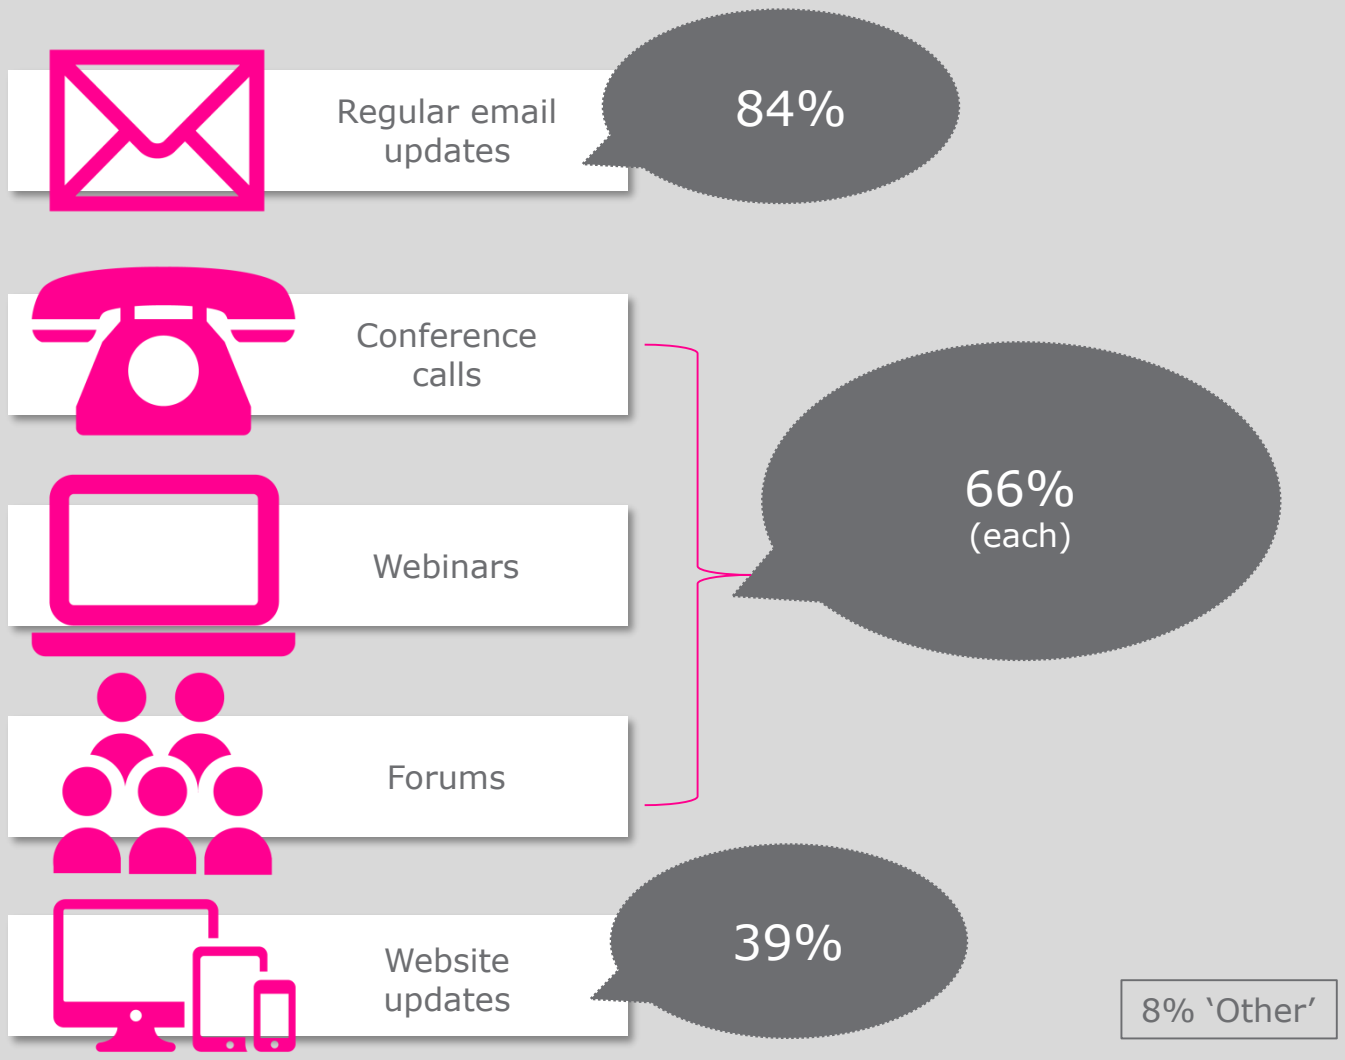 Regular email
updates
84%
Conference
calls
Webinars
66%
(each)
Forums
Website
updates
39%
8% ‘Other’